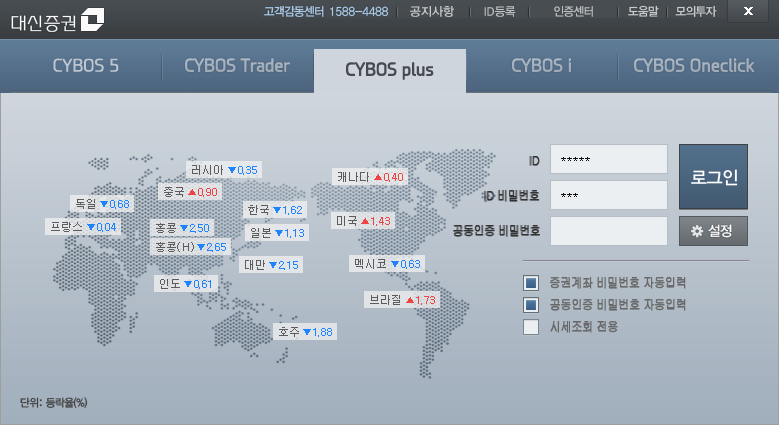 대신증권
고객감동센터 1588-4488 공지사항 ID등록 인증센터 도움말 모의투자 X
CYBOS 5 CYBOS Trader CYBOS plus CYBOS i CYBOS Oneclick
러시아 ▼0.35
중국 ▲0.90
캐나다 ▲0.40
독일 ▼0.68
한국 ▼1.62
프랑스 ▼0.04
홍콩 ▼2.50
일본 ▼1.13
미국 ▲1.43
홍콩(H) ▼2.65
대만 ▼2.15
멕시코 ▼0.63
인도 ▼0.61
브라질 ▲1.73
호주 ▼1.88
단위: 등락율(%)
ID *****
ID 비밀번호 ***
공동인증 비밀번호
로그인
설정
증권계좌 비밀번호 자동입력
공동인증 비밀번호 자동입력
시세조회 전용